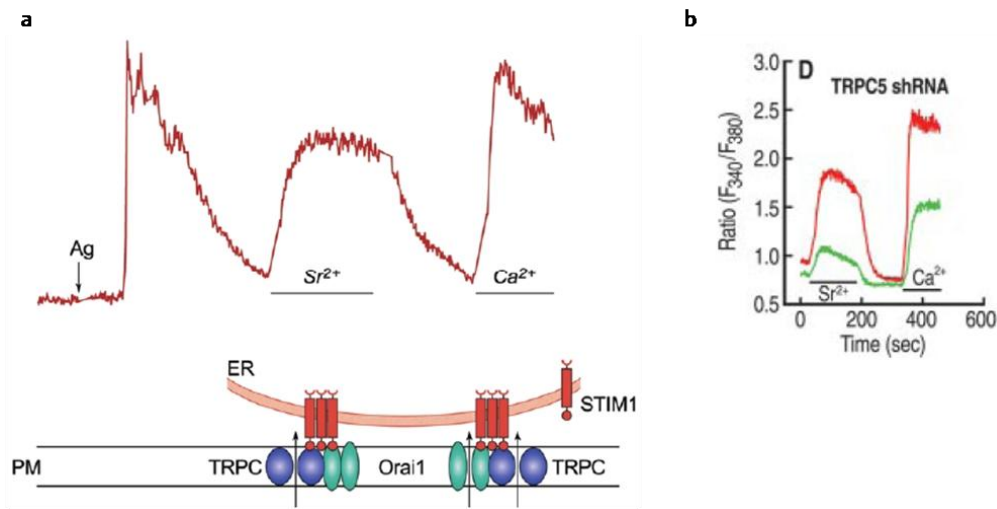 a
b
Ag
Sr2+
Ca2+
ER
STIM1
PM
TRPC
Orai1
TRPC
D
TRPC5 shRNA
Ratio (F340/F380)
3.0
2.5
2.0
1.5
1.0
0.5
Sr2+
Ca2+
0
200
400
600
Time (sec)